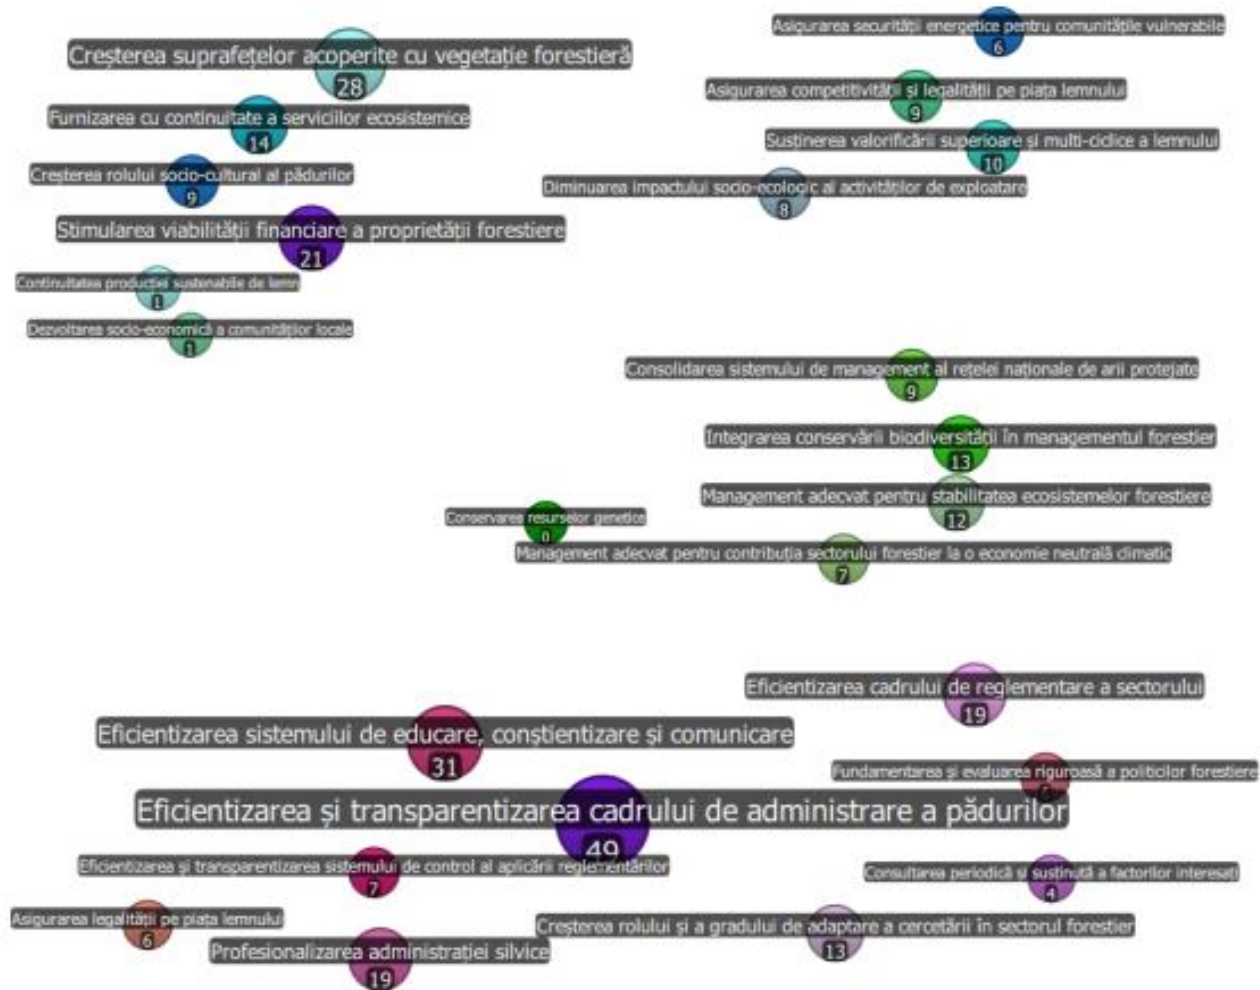 Creșterea suprafețelor acoperite cu vegetație forestieră
28
Furnizarea cu continuitate a serviciilor ecosistemice
14
Creșterea rolului socio-cultural al pădurilor
9
Stimularea viabilității financiare a proprietății forestiere
21
Continuitatea producției sustenabile de lemn
1
Dezvoltarea socio-economică a comunităților locale
1
Asigurarea securității energetice pentru comunitățile vulnerabile
6
Asigurarea competitivății și legalității pe piața lemnului
9
Susținerea valorificării superioare și multi-ciclice a lemnului
10
Diminuarea impactului socio-ecologic al activităților de exploatare
8
Consolidarea sistemului de management al rețelei naționale de arii protejate
9
Integrarea conservării biodiversității în managementul forestier
13
Management adecvat pentru stabilitatea ecosistemelor forestiere
12
Conservarea resurselor genetice
0
Management adecvat pentru contribuția sectorului forestier la o economie neutrală climatic
7
Eficientizarea cadrului de reglementare a sectorului
19
Eficientizarea sistemului de educare, conștientizare și comunicare
31
Fundamentarea și evaluarea riguroasă a politicilor forestiere
Eficientizarea și transparentizarea cadrului de administrare a pădurilor
49
Eficientizarea și transparentizarea sistemului de control al aplicării reglementărilor
7
Consultarea periodică și susținută a factorilor interesați
4
Asigurarea legalității pe piața lemnului
6
Creșterea rolului și a gradului de adaptare a cercetării în sectorul forestier
13
Profesionalizarea administrației silvice
19